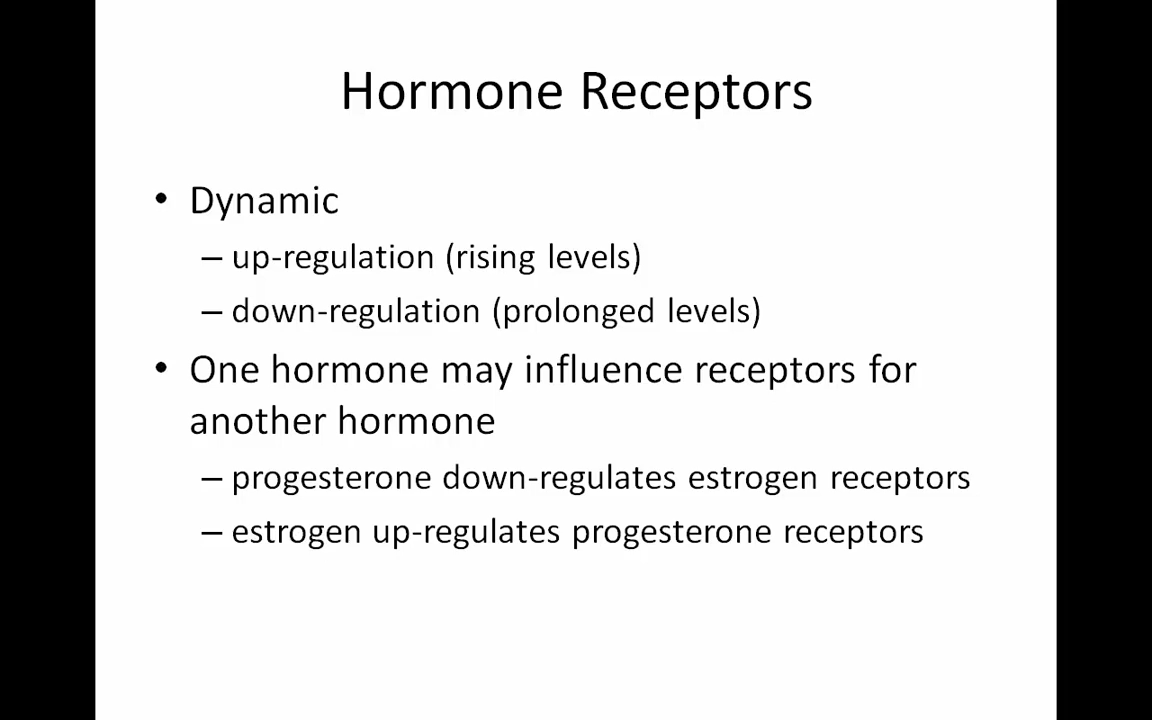 Hormone Receptors
• Dynamic
– up-regulation (rising levels)
– down-regulation (prolonged levels)
• One hormone may influence receptors for
another hormone
– progesterone down-regulates estrogen receptors
– estrogen up-regulates progesterone receptors